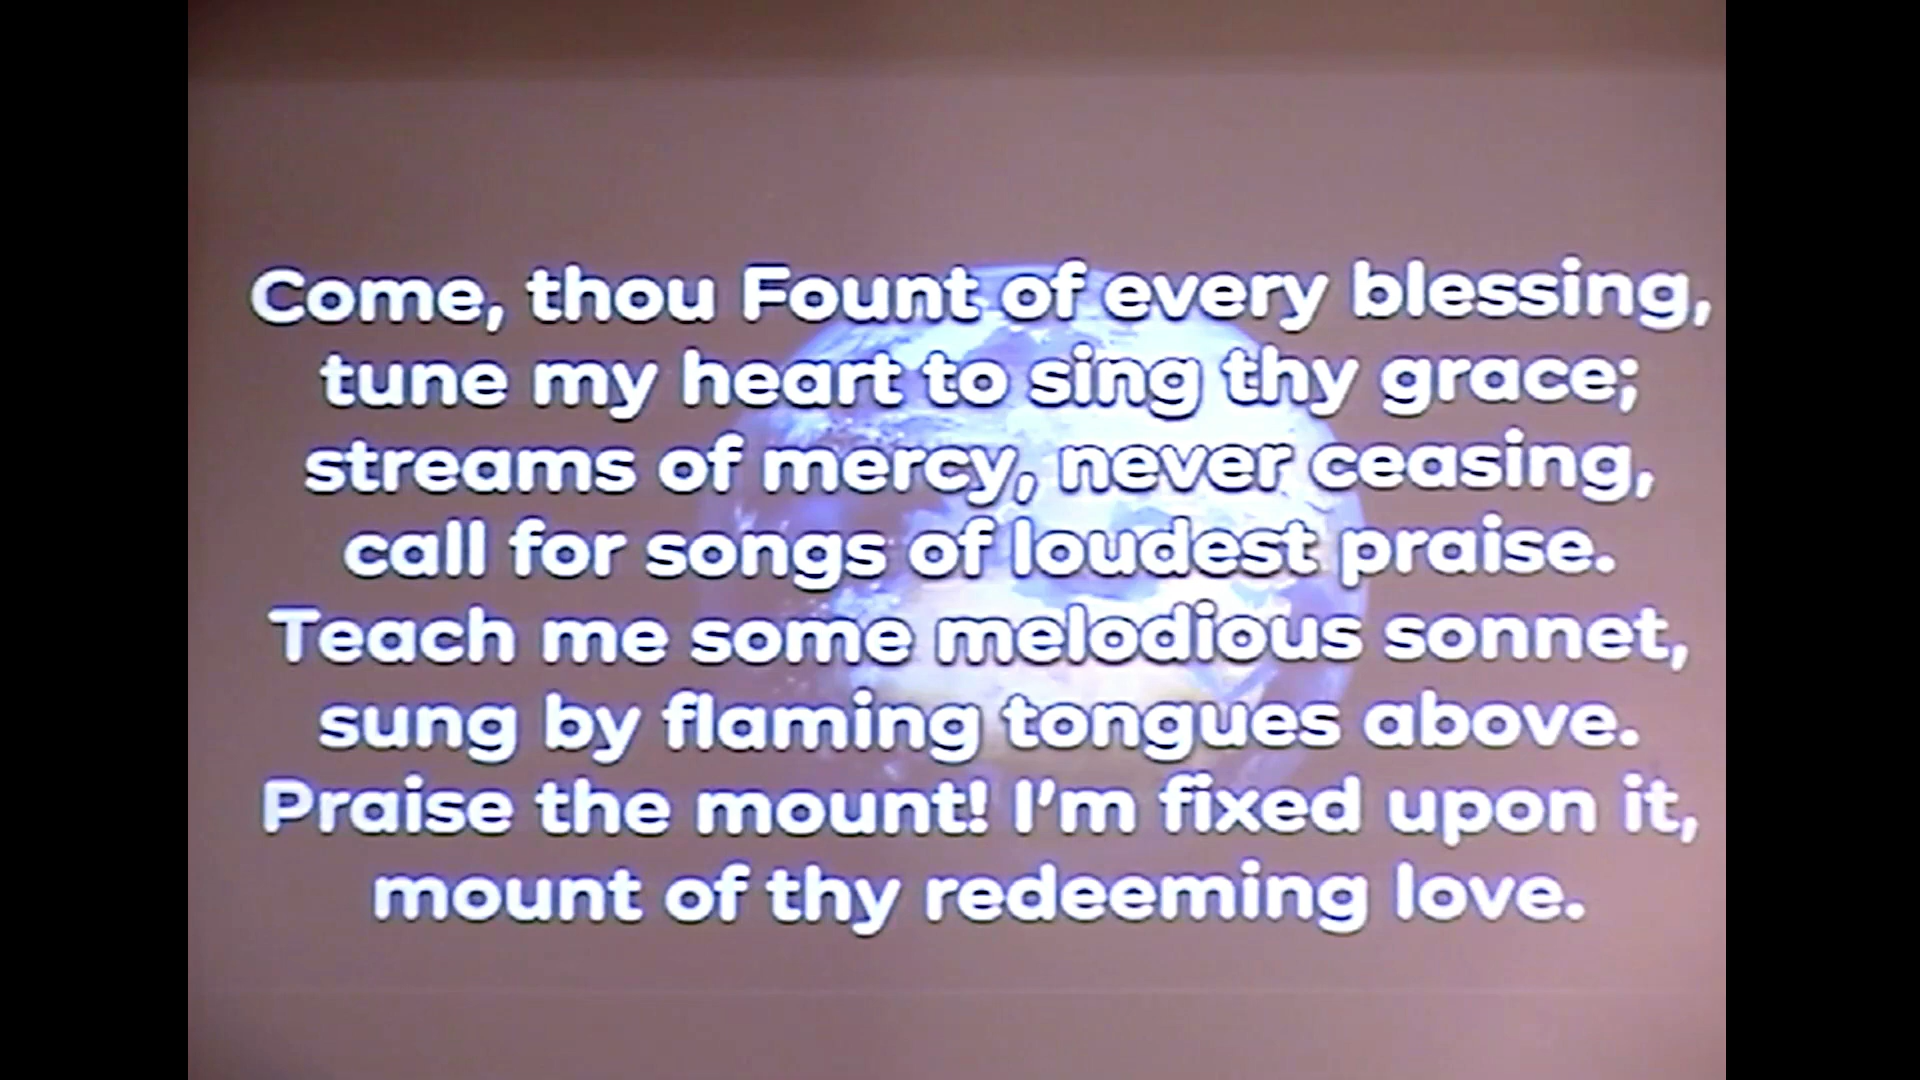 Come, thou Fount of every blessing,
tune my heart to sing thy grace;
streams of mercy, never ceasing,
call for songs of loudest praise.
Teach me some melodious sonnet,
sung by flaming tongues above.
Praise the mount! I'm fixed upon it,
mount of thy redeeming love.